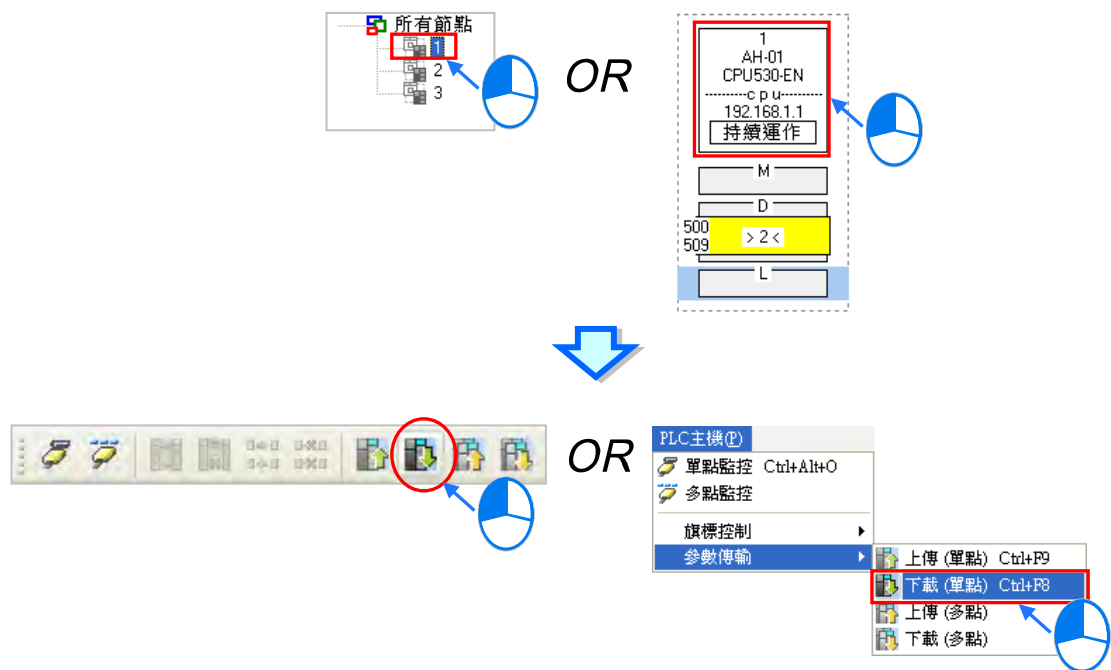 所有節點
1
2
3
OR
1
AH-01
CPU530-EN
---------cpu---------
192.168.1.1
持續運作
M
D
500
509
> 2 <
L
OR
PLC主機(P)
單點監控 Ctrl+Alt+O
多點監控
旗標控制
參數傳輸
上傳 (單點) Ctrl+F9
下載 (單點) Ctrl+F8
上傳 (多點)
下載 (多點)